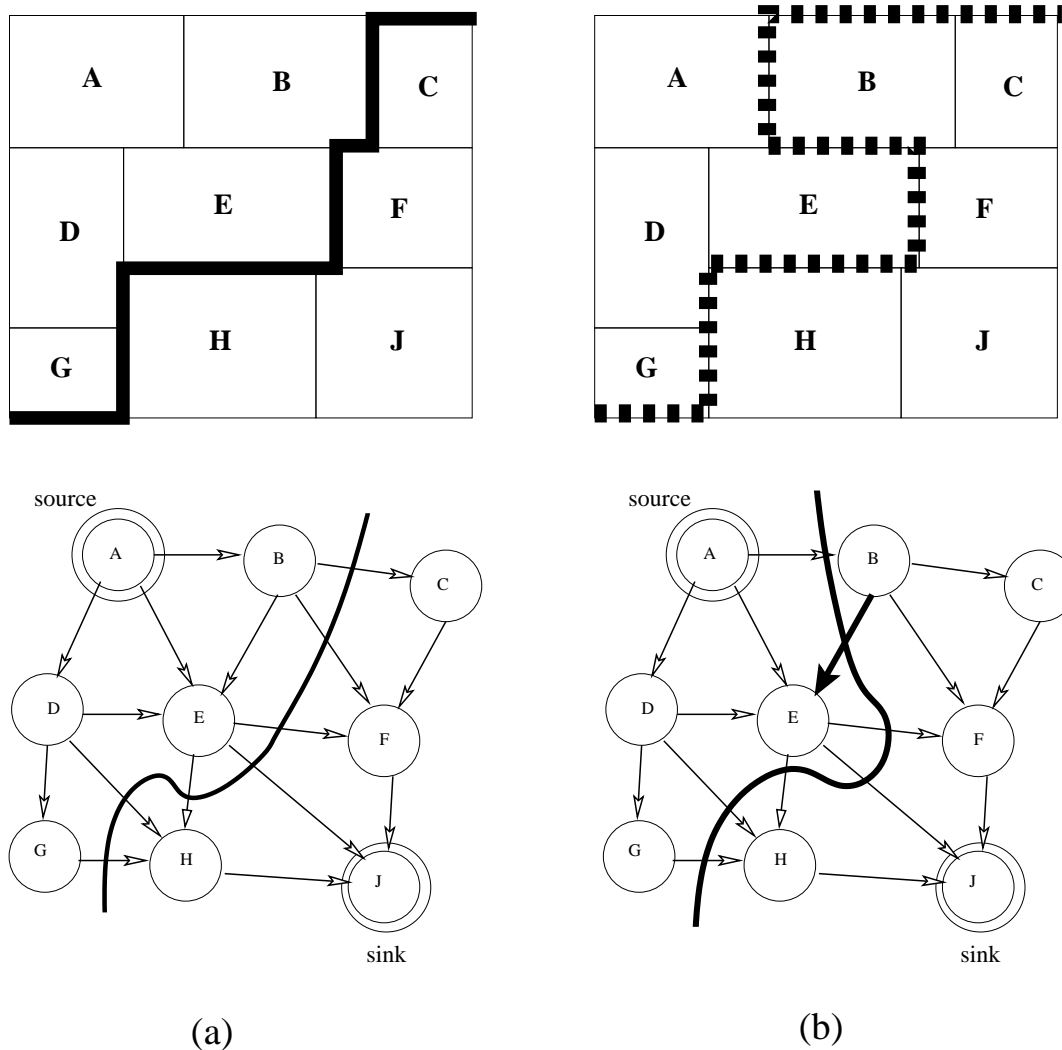 A B C
D E F
G H J
A B C
D E F
G H J
source
A B C
D E F
G H J
sink
source
A B C
D E F
G H J
sink
(a) (b)